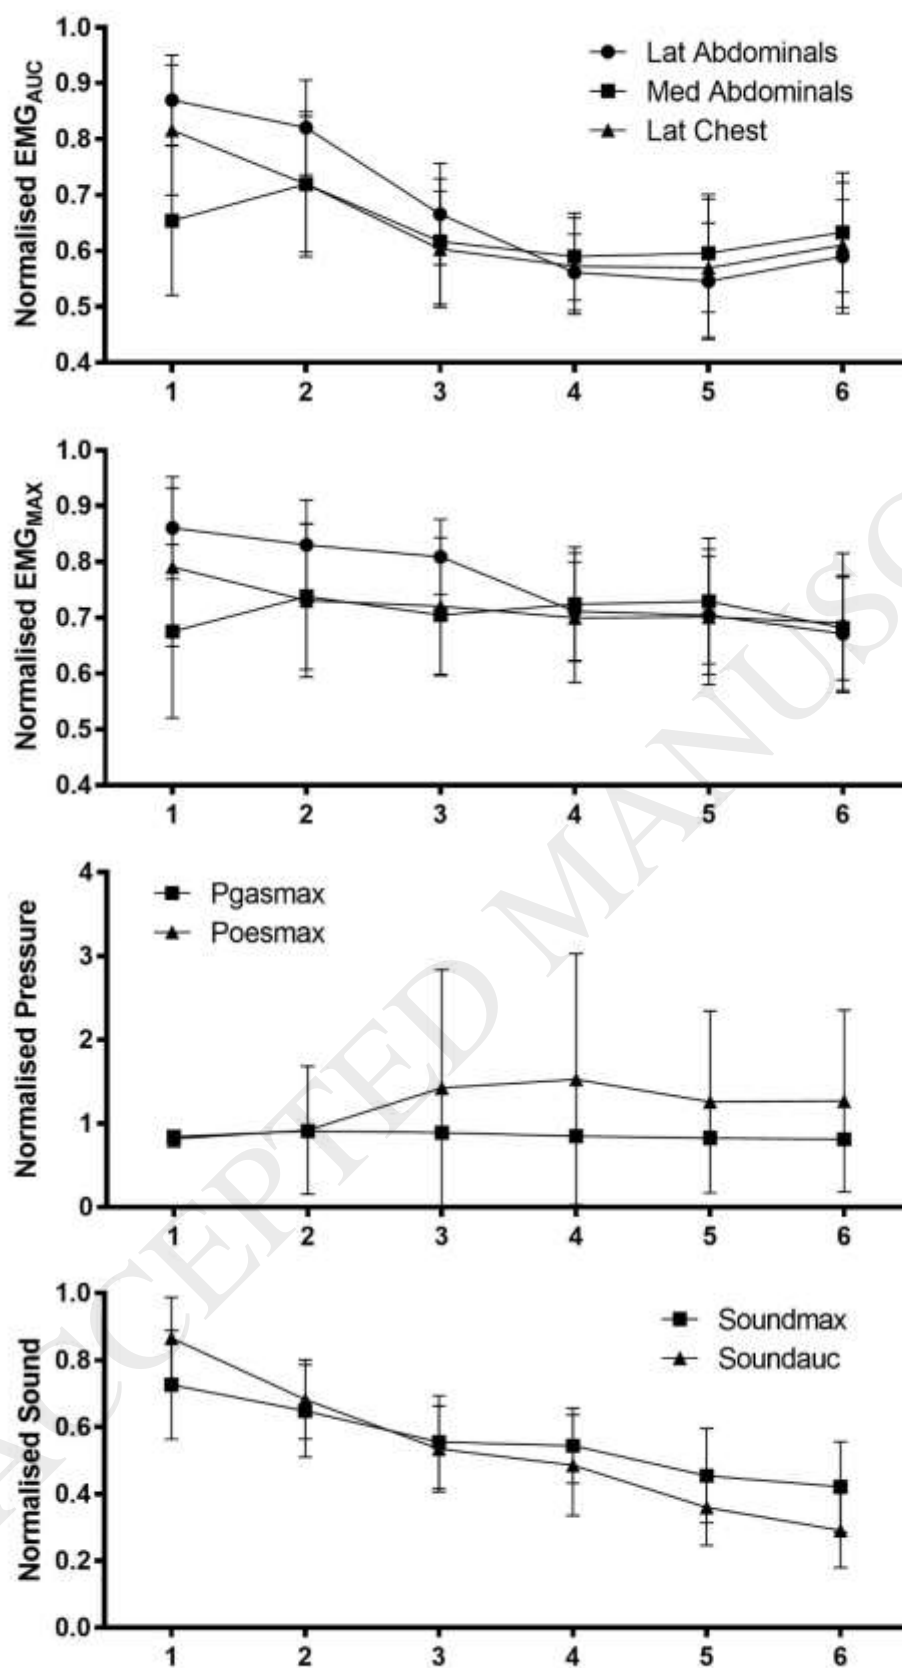 1.0
0.9
0.8
0.7
0.6
0.5
0.4
Normalised EMGAUC
Lat Abdominals
Med Abdominals
Lat Chest
1 2 3 4 5 6
1.0
0.9
0.8
0.7
0.6
0.5
0.4
Normalised EMGMAX
1 2 3 4 5 6
4
3
2
1
0
Normalised Pressure
Pgasmax
Poesmax
1 2 3 4 5 6
1.0
0.8
0.6
0.4
0.2
0.0
Normalised Sound
Soundmax
Soundauc
1 2 3 4 5 6
ACCEPTED MANUSC